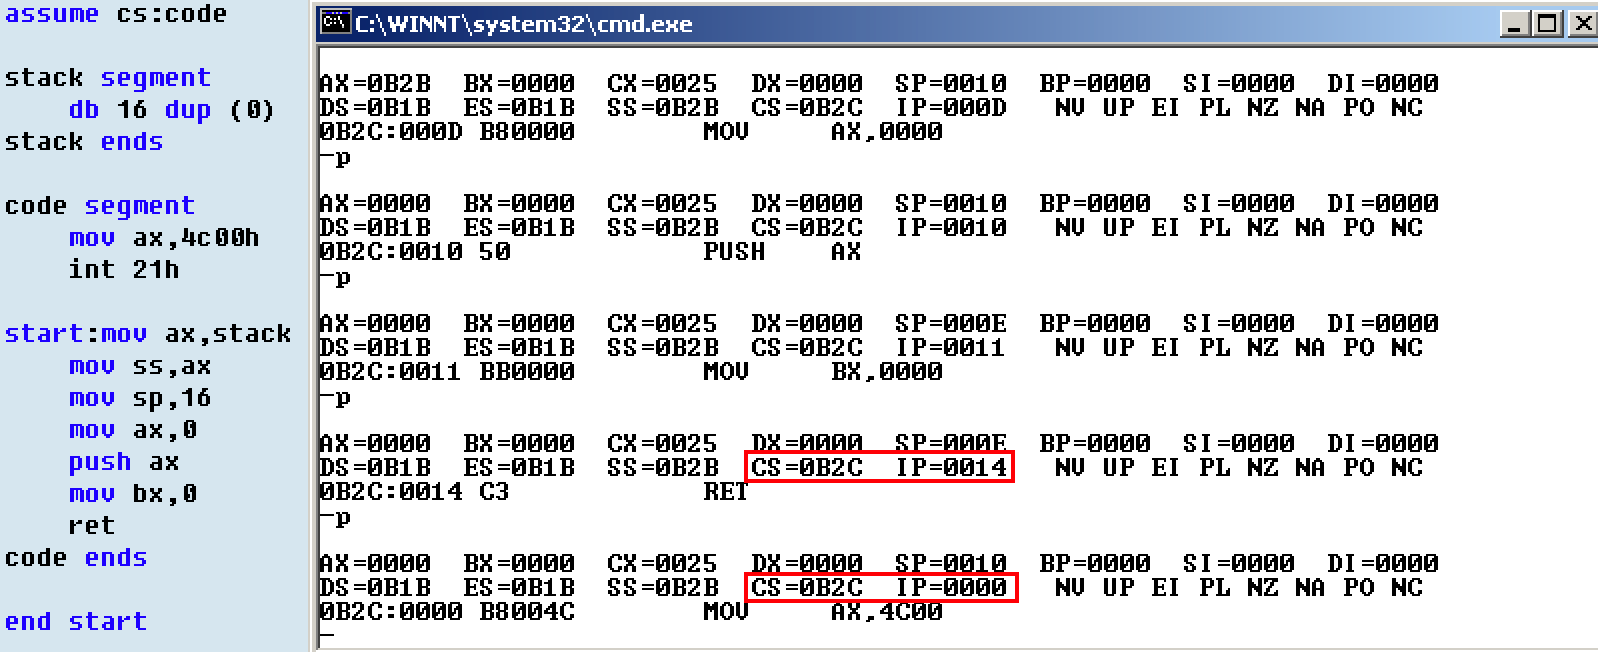 assume cs:code
stack segment
db 16 dup (0)
stack ends
code segment
mov ax,4c00h
int 21h
start:mov ax,stack
mov ss,ax
mov sp,16
mov ax,0
push ax
mov bx,0
ret
code ends
end start
C:\WINNT\system32\cmd.exe
AX=0B2B BX=0000 CX=0025 DX=0000 SP=0010 BP=0000 SI=0000 DI=0000
DS=0B1B ES=0B1B SS=0B2B CS=0B2C IP=000D NV UP EI PL NZ NA PO NC
0B2C:000D B80000 MOV AX,0000
-p
AX=0000 BX=0000 CX=0025 DX=0000 SP=0010 BP=0000 SI=0000 DI=0000
DS=0B1B ES=0B1B SS=0B2B CS=0B2C IP=0010 NV UP EI PL NZ NA PO NC
0B2C:0010 50 PUSH AX
-p
AX=0000 BX=0000 CX=0025 DX=0000 SP=000E BP=0000 SI=0000 DI=0000
DS=0B1B ES=0B1B SS=0B2B CS=0B2C IP=0011 NV UP EI PL NZ NA PO NC
0B2C:0011 BB0000 MOV BX,0000
-p
AX=0000 BX=0000 CX=0025 DX=0000 SP=000E BP=0000 SI=0000 DI=0000
DS=0B1B ES=0B1B SS=0B2B CS=0B2C IP=0014 NV UP EI PL NZ NA PO NC
0B2C:0014 C3 RET
-p
AX=0000 BX=0000 CX=0025 DX=0000 SP=0010 BP=0000 SI=0000 DI=0000
DS=0B1B ES=0B1B SS=0B2B CS=0B2C IP=0000 NV UP EI PL NZ NA PO NC
0B2C:0000 B8004C MOV AX,4C00
-